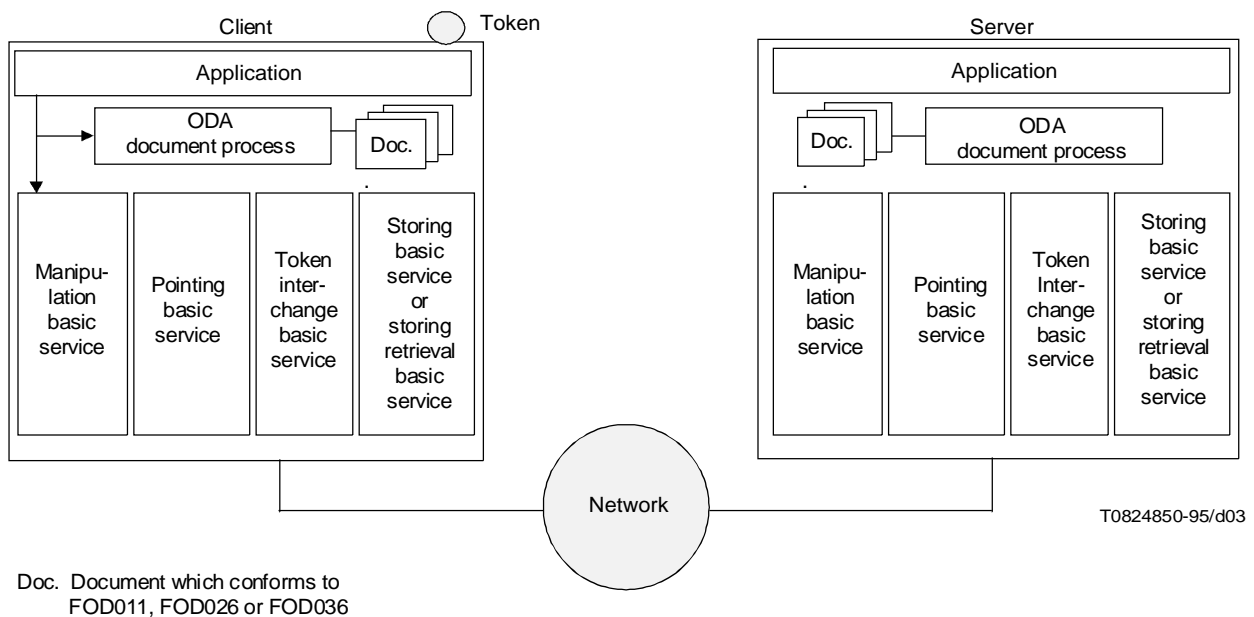 Client
Token
Application
ODA
document process
Doc.
.
Manipu-
lation
basic
service
Pointing
basic
service
Token
inter-
change
basic
service
Storing
basic
service
or
storing
retrieval
basic
service
Server
Application
Doc.
.
ODA
document process
Manipu-
lation
basic
service
Pointing
basic
service
Token
Inter-
change
basic
service
Storing
basic
service
or
storing
retrieval
basic
service
Network
T0824850-95/d03
Doc. Document which conforms to
FOD011, FOD026 or FOD036